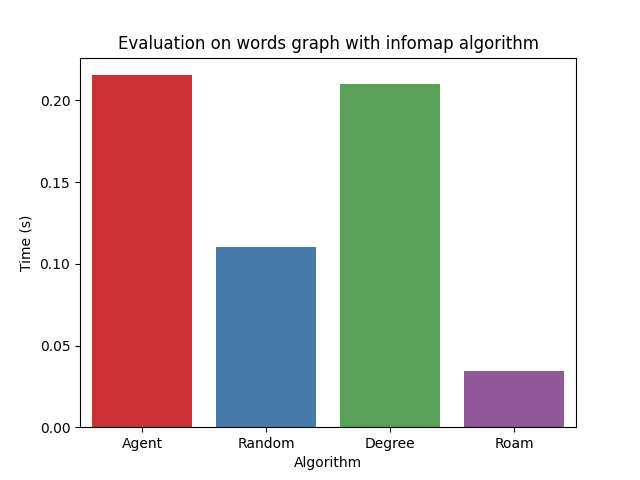 Evaluation on words graph with infomap algorithm
0.20
0.15
0.10
0.05
0.00
Time (s)
Agent Random Degree Roam
Algorithm